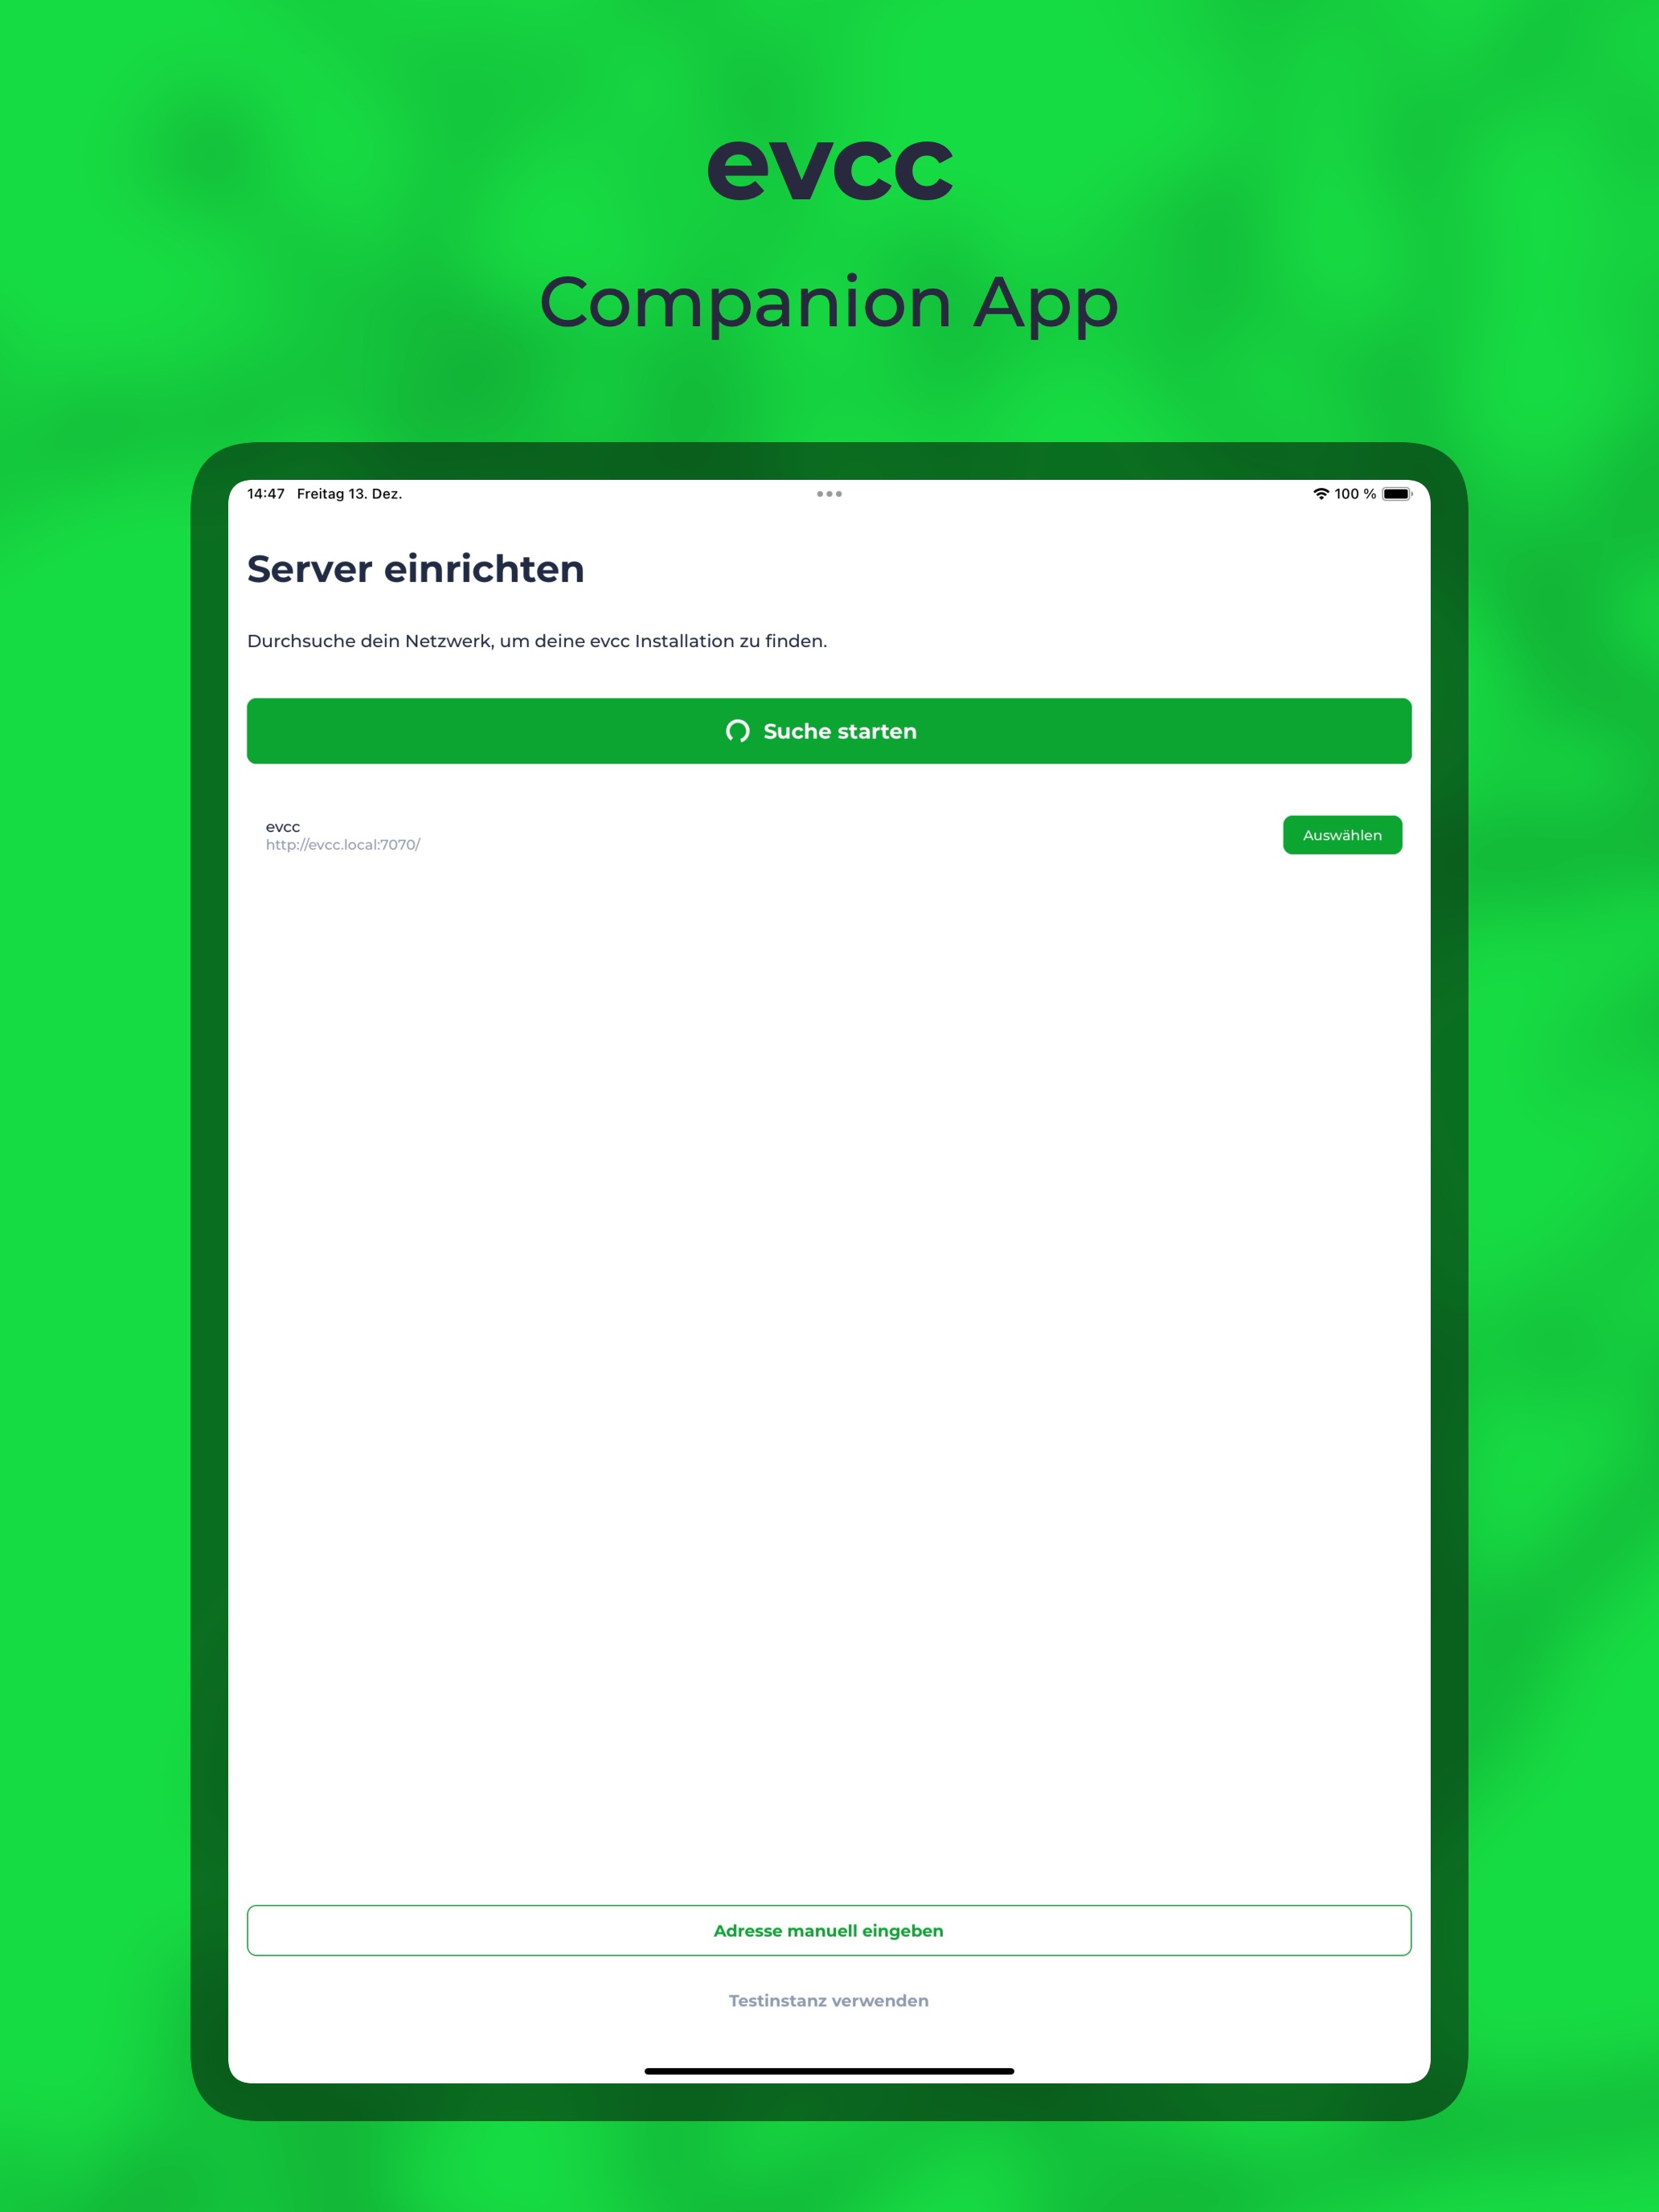 evcc
Companion App
14:47 Freitag 13. Dez.
100 %
Server einrichten
Durchsuche dein Netzwerk, um deine evcc Installation zu finden.
Suche starten
evcc
http://evcc.local:7070/
Auswählen
Adresse manuell eingeben
Testinstanz verwenden